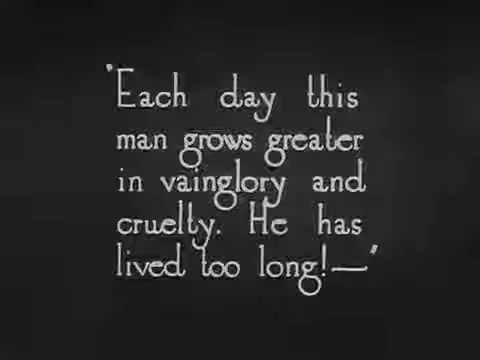 "Each day this
man grows greater
in vainglory and
cruelty. He has
lived too long!—"